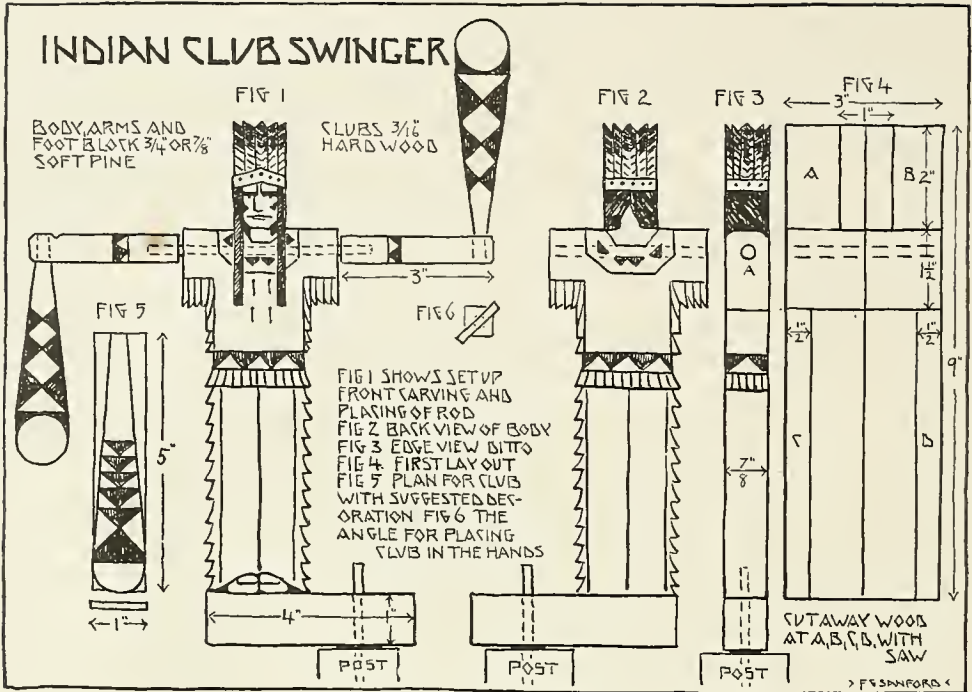 INDIAN CLUB SWINGER
FIG 1
BODY, ARMS AND
FOOT BLOCK 3/4" OR 7/8"
SOFT PINE
CLUBS 3/16"
HARDWOOD
3"
FIG 5
5"
1"
FIG 6
FIG 1 SHOWS SET UP
FRONT CARVING AND
PLACING OF ROD
FIG 2 BACK VIEW OF BODY
FIG 3 EDGE VIEW DITTO
FIG 4. FIRST LAY OUT
FIG 5 PLAN FOR CLUB
WITH SUGGESTED DEC-
ORATION FIG 6 THE
ANGLE FOR PLACING
CLUB IN THE HANDS
4"
1"
POST
FIG 2
POST
FIG 3
A
7/8"
POST
FIG 4
3"
1"
A
B
2"
1 1/2"
1/2"
1/2"
9"
C
D
CUT AWAY WOOD
AT A, B, C, D, WITH
SAW
>FGSANFORD<